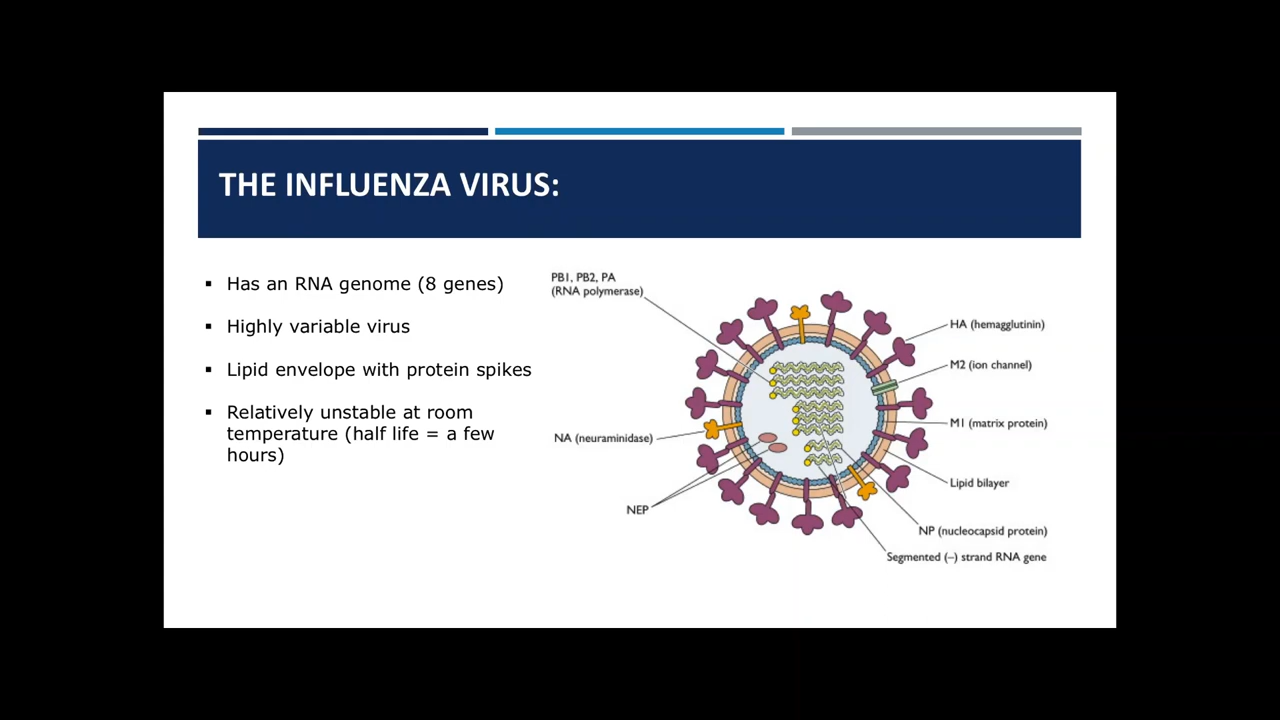 THE INFLUENZA VIRUS:
▪ Has an RNA genome (8 genes)
▪ Highly variable virus
▪ Lipid envelope with protein spikes
▪ Relatively unstable at room
temperature (half life = a few
hours)
PB1, PB2, PA
(RNA polymerase)
HA (hemagglutinin)
M2 (ion channel)
M1 (matrix protein)
NA (neuraminidase)
Lipid bilayer
NEP
NP (nucleocapsid protein)
Segmented (–) strand RNA gene